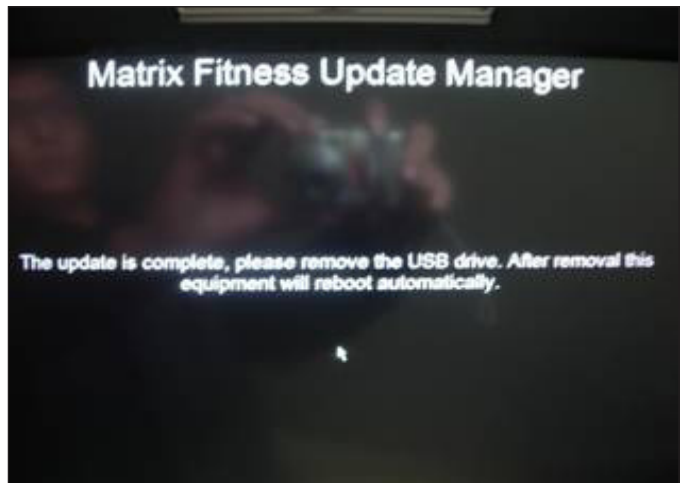 Matrix Fitness Update Manager
The update is complete, please remove the USB drive. After removal this
equipment will reboot automatically.